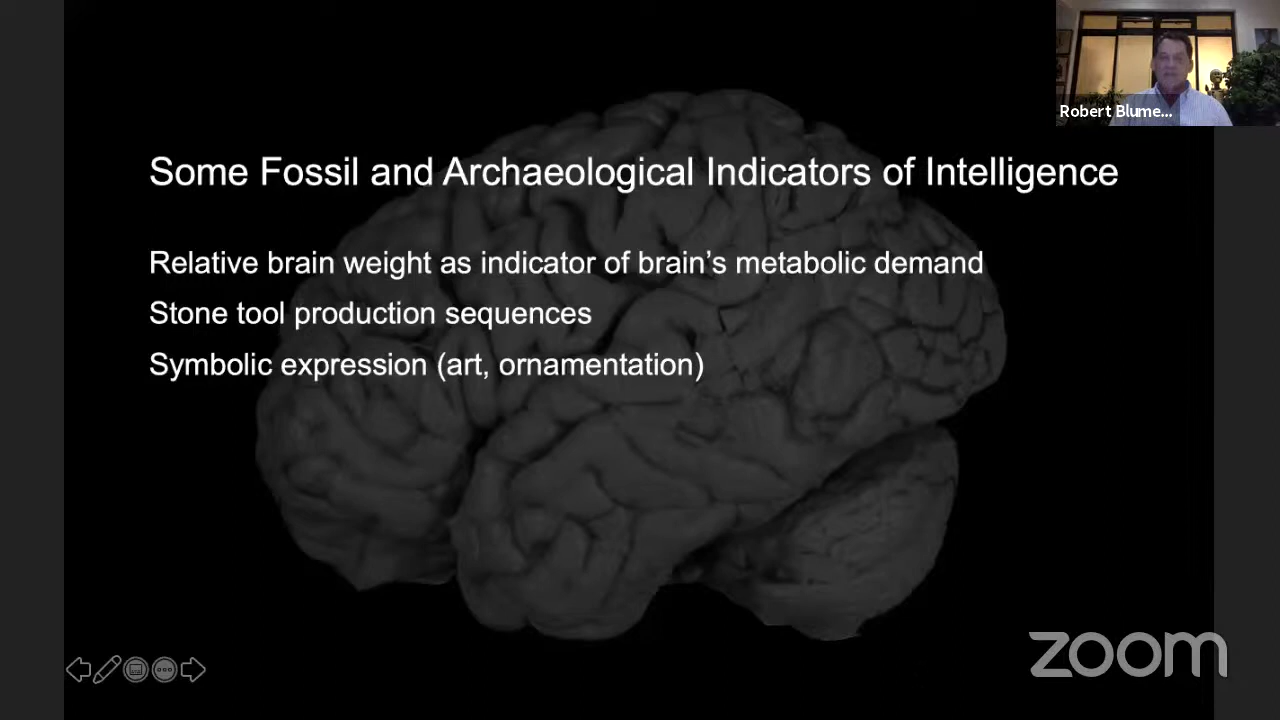 Robert Blume...
Some Fossil and Archaeological Indicators of Intelligence
Relative brain weight as indicator of brain’s metabolic demand
Stone tool production sequences
Symbolic expression (art, ornamentation)
zoom